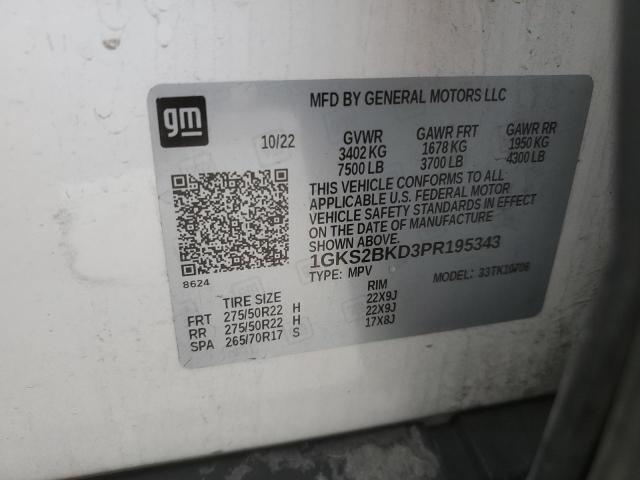 gm
MFD BY GENERAL MOTORS LLC
10/22 GVWR GAWR FRT GAWR RR
3402 KG 1678 KG 1950 KG
7500 LB 3700 LB 4300 LB
THIS VEHICLE CONFORMS TO ALL
APPLICABLE U.S. FEDERAL MOTOR
VEHICLE SAFETY STANDARDS IN EFFECT
ON THE DATE OF MANUFACTURE
SHOWN ABOVE.
1GKS2BKD3PR195343
8624 TYPE: MPV MODEL: 33TK10706
TIRE SIZE RIM
FRT 275/50R22 H 22X9J
RR 275/50R22 H 22X9J
SPA 265/70R17 S 17X8J